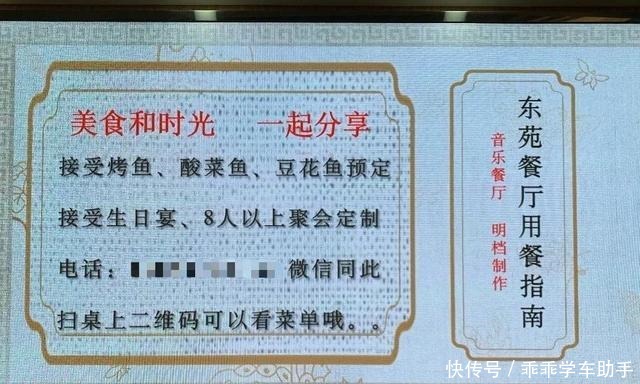 美食和时光 一起分享
接受烤鱼、酸菜鱼、豆花鱼预定
接受生日宴、8人以上聚会定制
电话： 微信同此
扫桌上二维码可以看菜单哦。。
东苑餐厅用餐指南
音乐餐厅 明档制作
快传号／乖乖学车助手